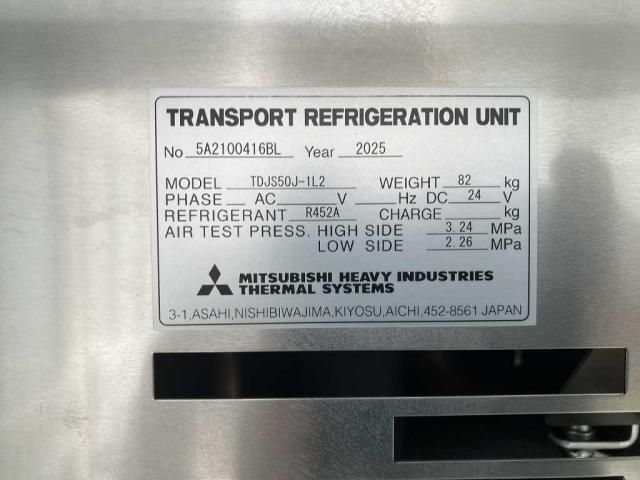 TRANSPORT REFRIGERATION UNIT
No 5A2100416BL Year 2025
MODEL TDJS50J-1L2 WEIGHT 82 kg
PHASE AC V Hz DC 24 V
REFRIGERANT R452A CHARGE kg
AIR TEST PRESS. HIGH SIDE 3.24 MPa
LOW SIDE 2.26 MPa
MITSUBISHI HEAVY INDUSTRIES
THERMAL SYSTEMS
3-1,ASAHI,NISHIBIWAJIMA,KIYOSU,AICHI,452-8561 JAPAN